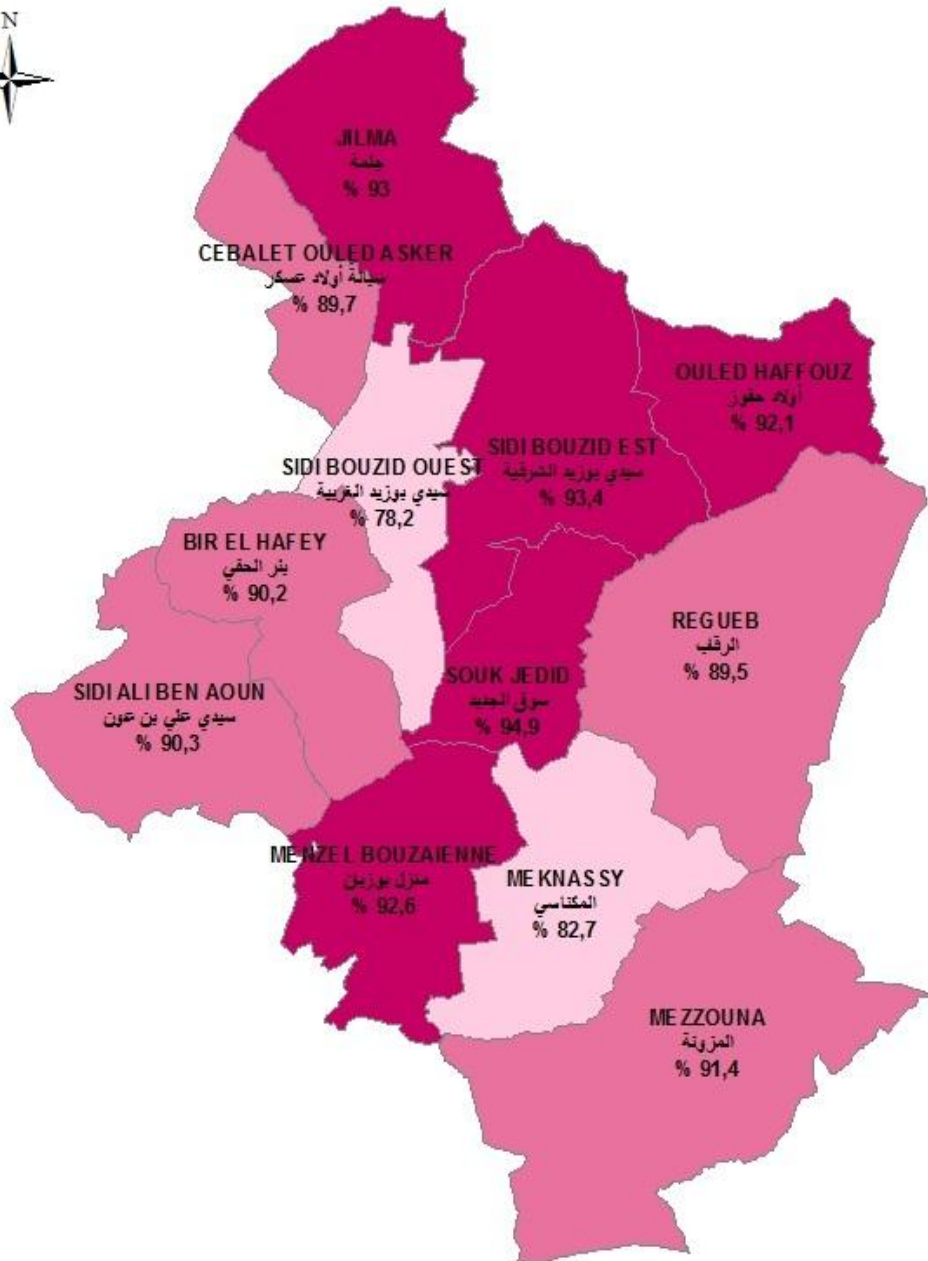 N
JILMA
جلمة
% 93
CEBALET OULED ASKER
سبالة أولاد عسكر
% 89,7
OULED HAFFOUZ
أولاد حفوز
% 92,1
SIDI BOUZID EST
سيدي بوزيد الشرقية
% 93,4
SIDI BOUZID OUEST
سيدي بوزيد الغربية
% 78,2
BIR EL HAFEY
بئر الحفي
% 90,2
REGUEB
الرقاب
% 89,5
SOUK JEDID
سوق الجديد
% 94,9
SIDI ALI BEN AOUN
سيدي علي بن عون
% 90,3
MENZEL BOUZAIENNE
منزل بوزيان
% 92,6
MEKNASSY
المكناسي
% 82,7
MEZZOUNA
المزونة
% 91,4